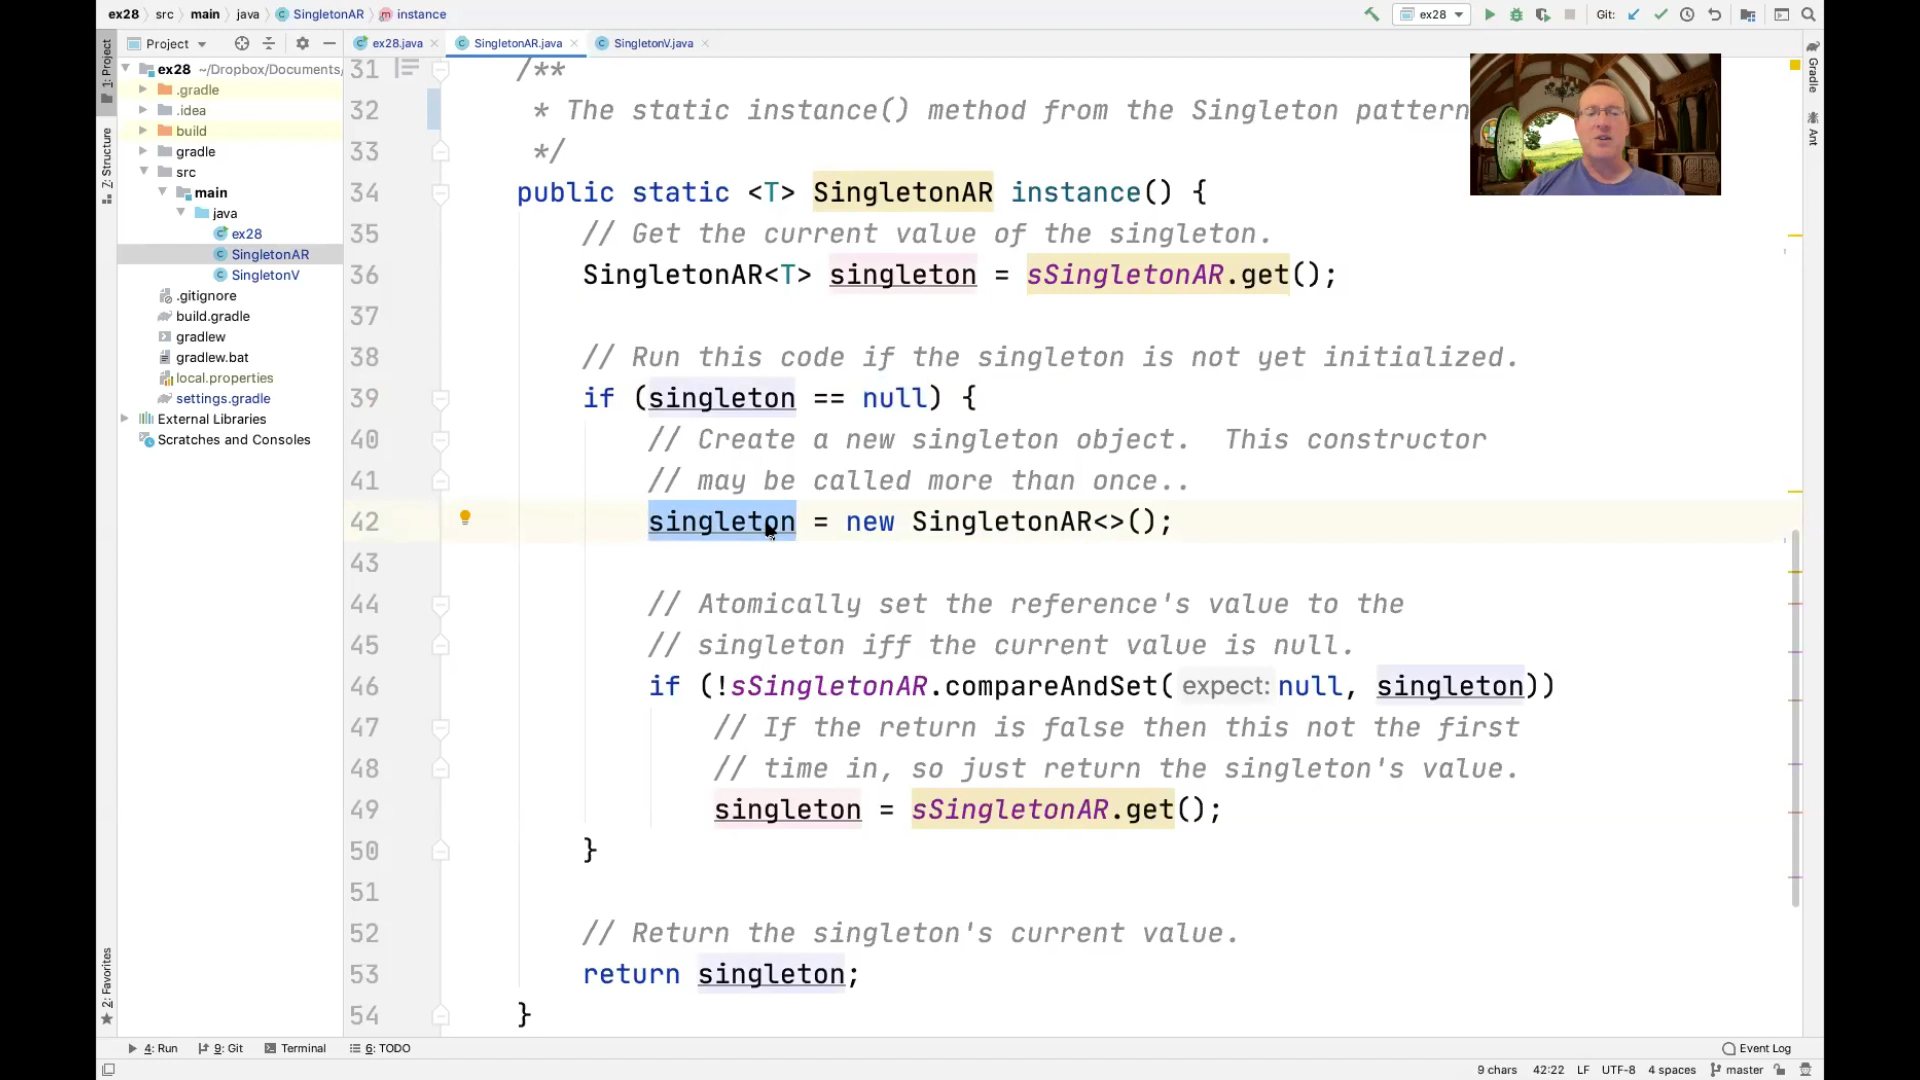 ex28 src main java SingletonAR instance
ex28 Git:
1: Project
Project
ex28.java SingletonAR.java SingletonV.java
Gradle
Ant
Z: Structure
2: Favorites
ex28 ~/Dropbox/Documents/
.gradle
.idea
build
gradle
src
main
java
ex28
SingletonAR
SingletonV
.gitignore
build.gradle
gradlew
gradlew.bat
local.properties
settings.gradle
External Libraries
Scratches and Consoles
31 /**
32 * The static instance() method from the Singleton pattern
33 */
34 public static <T> SingletonAR instance() {
35 // Get the current value of the singleton.
36 SingletonAR<T> singleton = sSingletonAR.get();
37
38 // Run this code if the singleton is not yet initialized.
39 if (singleton == null) {
40 // Create a new singleton object.  This constructor
41 // may be called more than once..
42 singleton = new SingletonAR<>();
43
44 // Atomically set the reference's value to the
45 // singleton iff the current value is null.
46 if (!sSingletonAR.compareAndSet( expect: null, singleton))
47 // If the return is false then this not the first
48 // time in, so just return the singleton's value.
49 singleton = sSingletonAR.get();
50 }
51
52 // Return the singleton's current value.
53 return singleton;
54 }
4: Run 9: Git Terminal 6: TODO Event Log
9 chars 42:22 LF UTF-8 4 spaces master